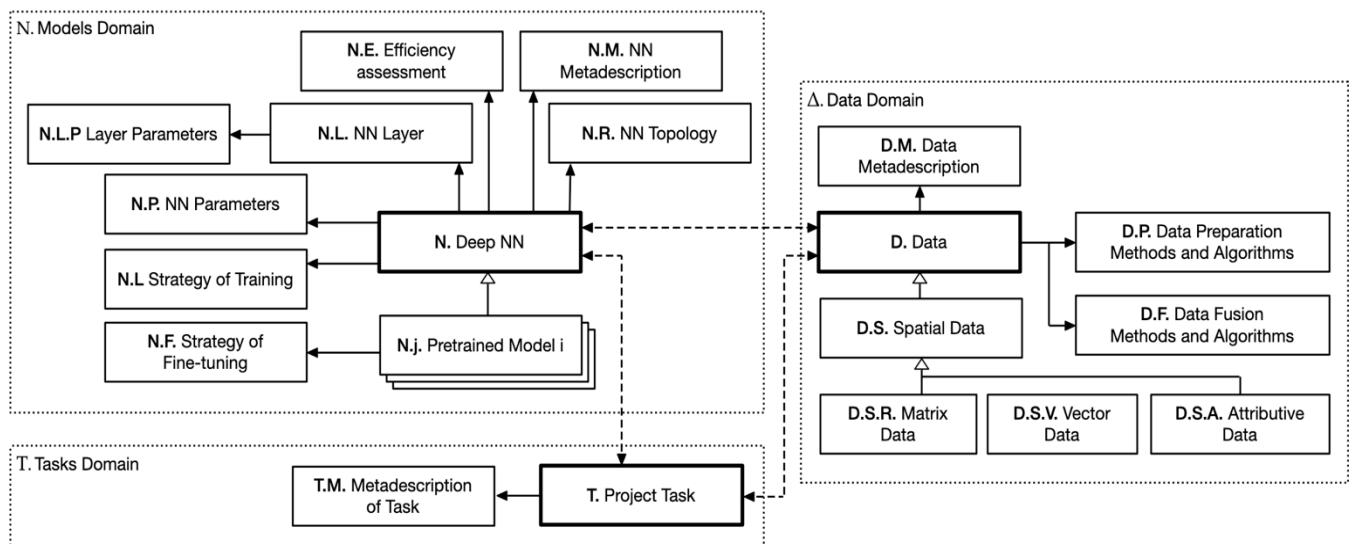 N. Models Domain
N.E. Efficiency
assessment
N.M. NN
Metadescription
N.L.P Layer Parameters
N.L. NN Layer
N.R. NN Topology
N.P. NN Parameters
N. Deep NN
N.L Strategy of Training
N.F. Strategy of
Fine-tuning
N.j. Pretrained Model i
Δ. Data Domain
D.M. Data
Metadescription
D. Data
D.P. Data Preparation
Methods and Algorithms
D.S. Spatial Data
D.F. Data Fusion
Methods and Algorithms
D.S.R. Matrix
Data
D.S.V. Vector
Data
D.S.A. Attributive
Data
T. Tasks Domain
T.M. Metadescription
of Task
T. Project Task